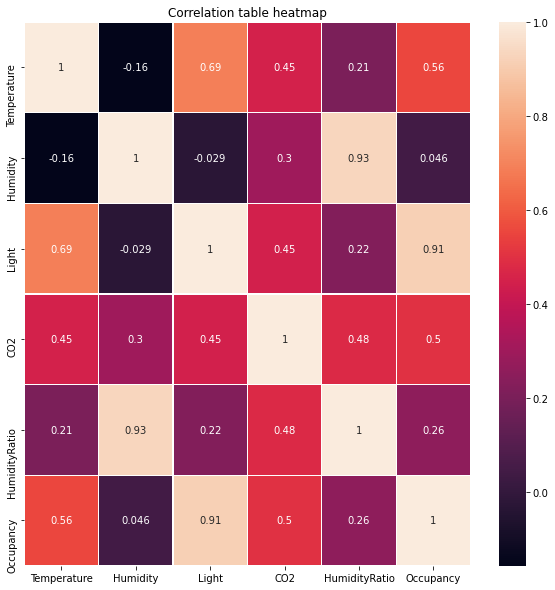 Correlation table heatmap
Temperature 1 -0.16 0.69 0.45 0.21 0.56
Humidity -0.16 1 -0.029 0.3 0.93 0.046
Light 0.69 -0.029 1 0.45 0.22 0.91
CO2 0.45 0.3 0.45 1 0.48 0.5
HumidityRatio 0.21 0.93 0.22 0.48 1 0.26
Occupancy 0.56 0.046 0.91 0.5 0.26 1
Temperature Humidity Light CO2 HumidityRatio Occupancy
1.0
0.8
0.6
0.4
0.2
0.0